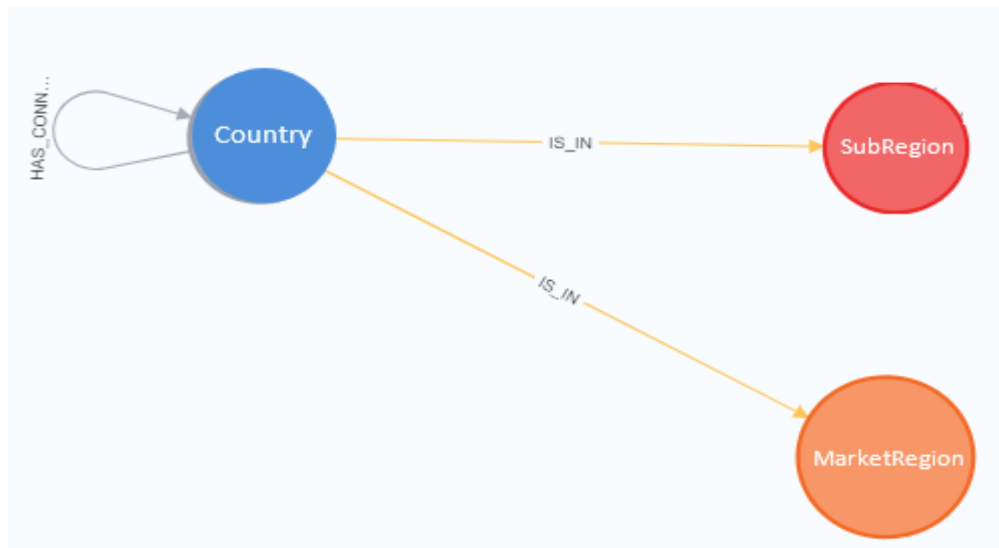 HAS_CONN...
Country
IS_IN
SubRegion
IS_IN
MarketRegion